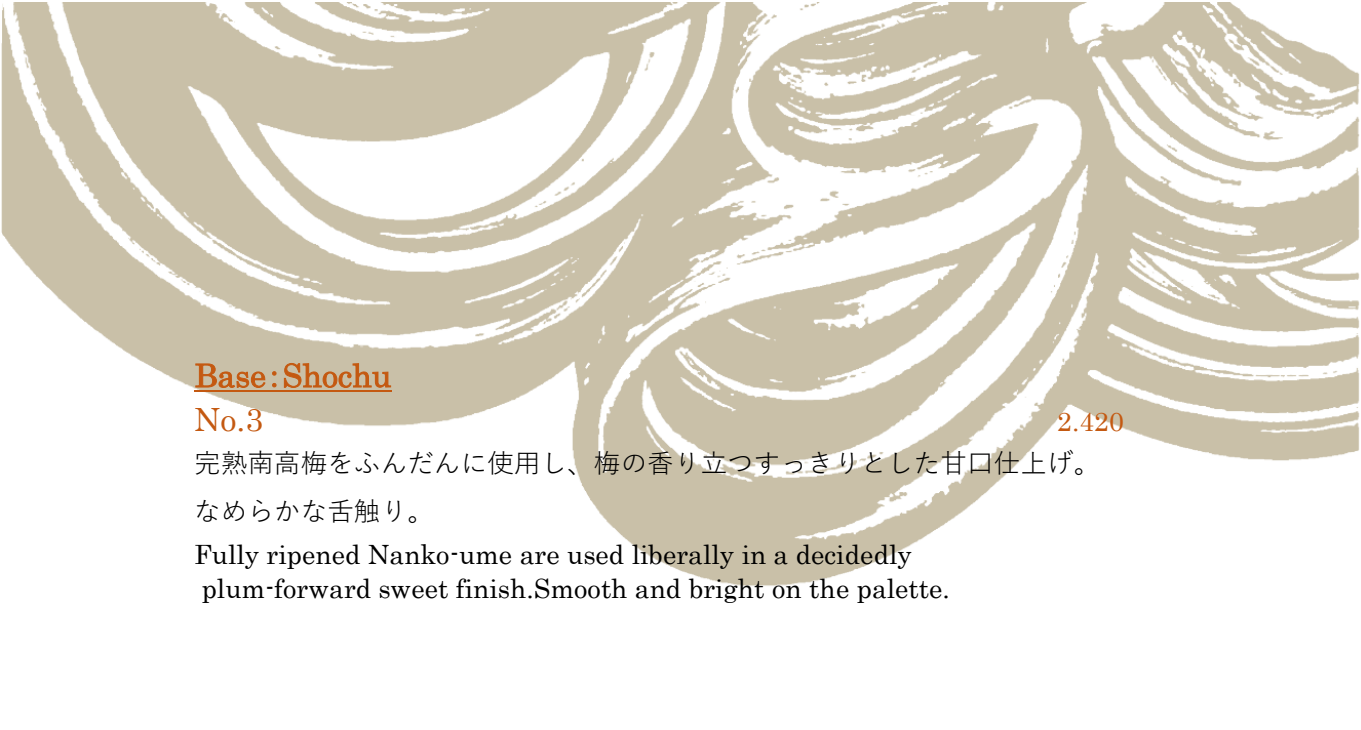 Base:Shochu
No.3 2.420
完熟南高梅をふんだんに使用し、梅の香り立つすっきりとした甘口仕上げ。
なめらかな舌触り。
Fully ripened Nanko-ume are used liberally in a decidedly
plum-forward sweet finish.Smooth and bright on the palette.